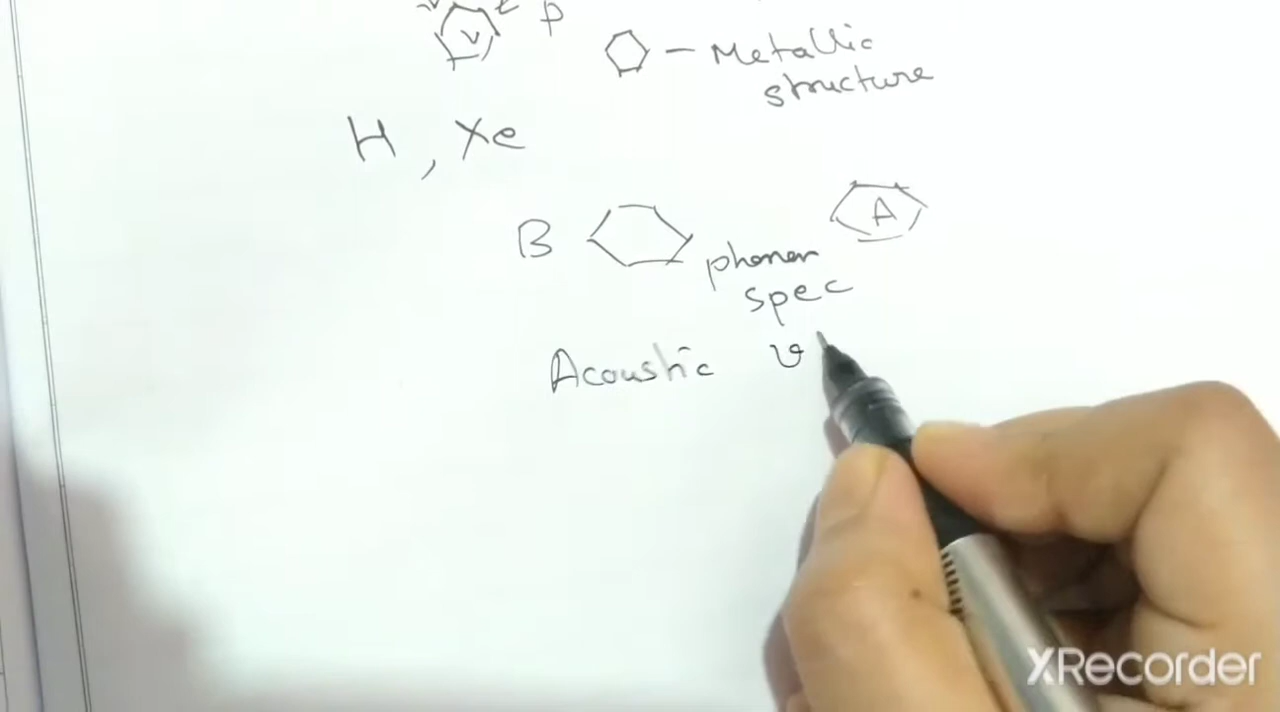 p
Metallic
structure
H, Xe
B
A
phonon
spec
Acoustic
XRecorder